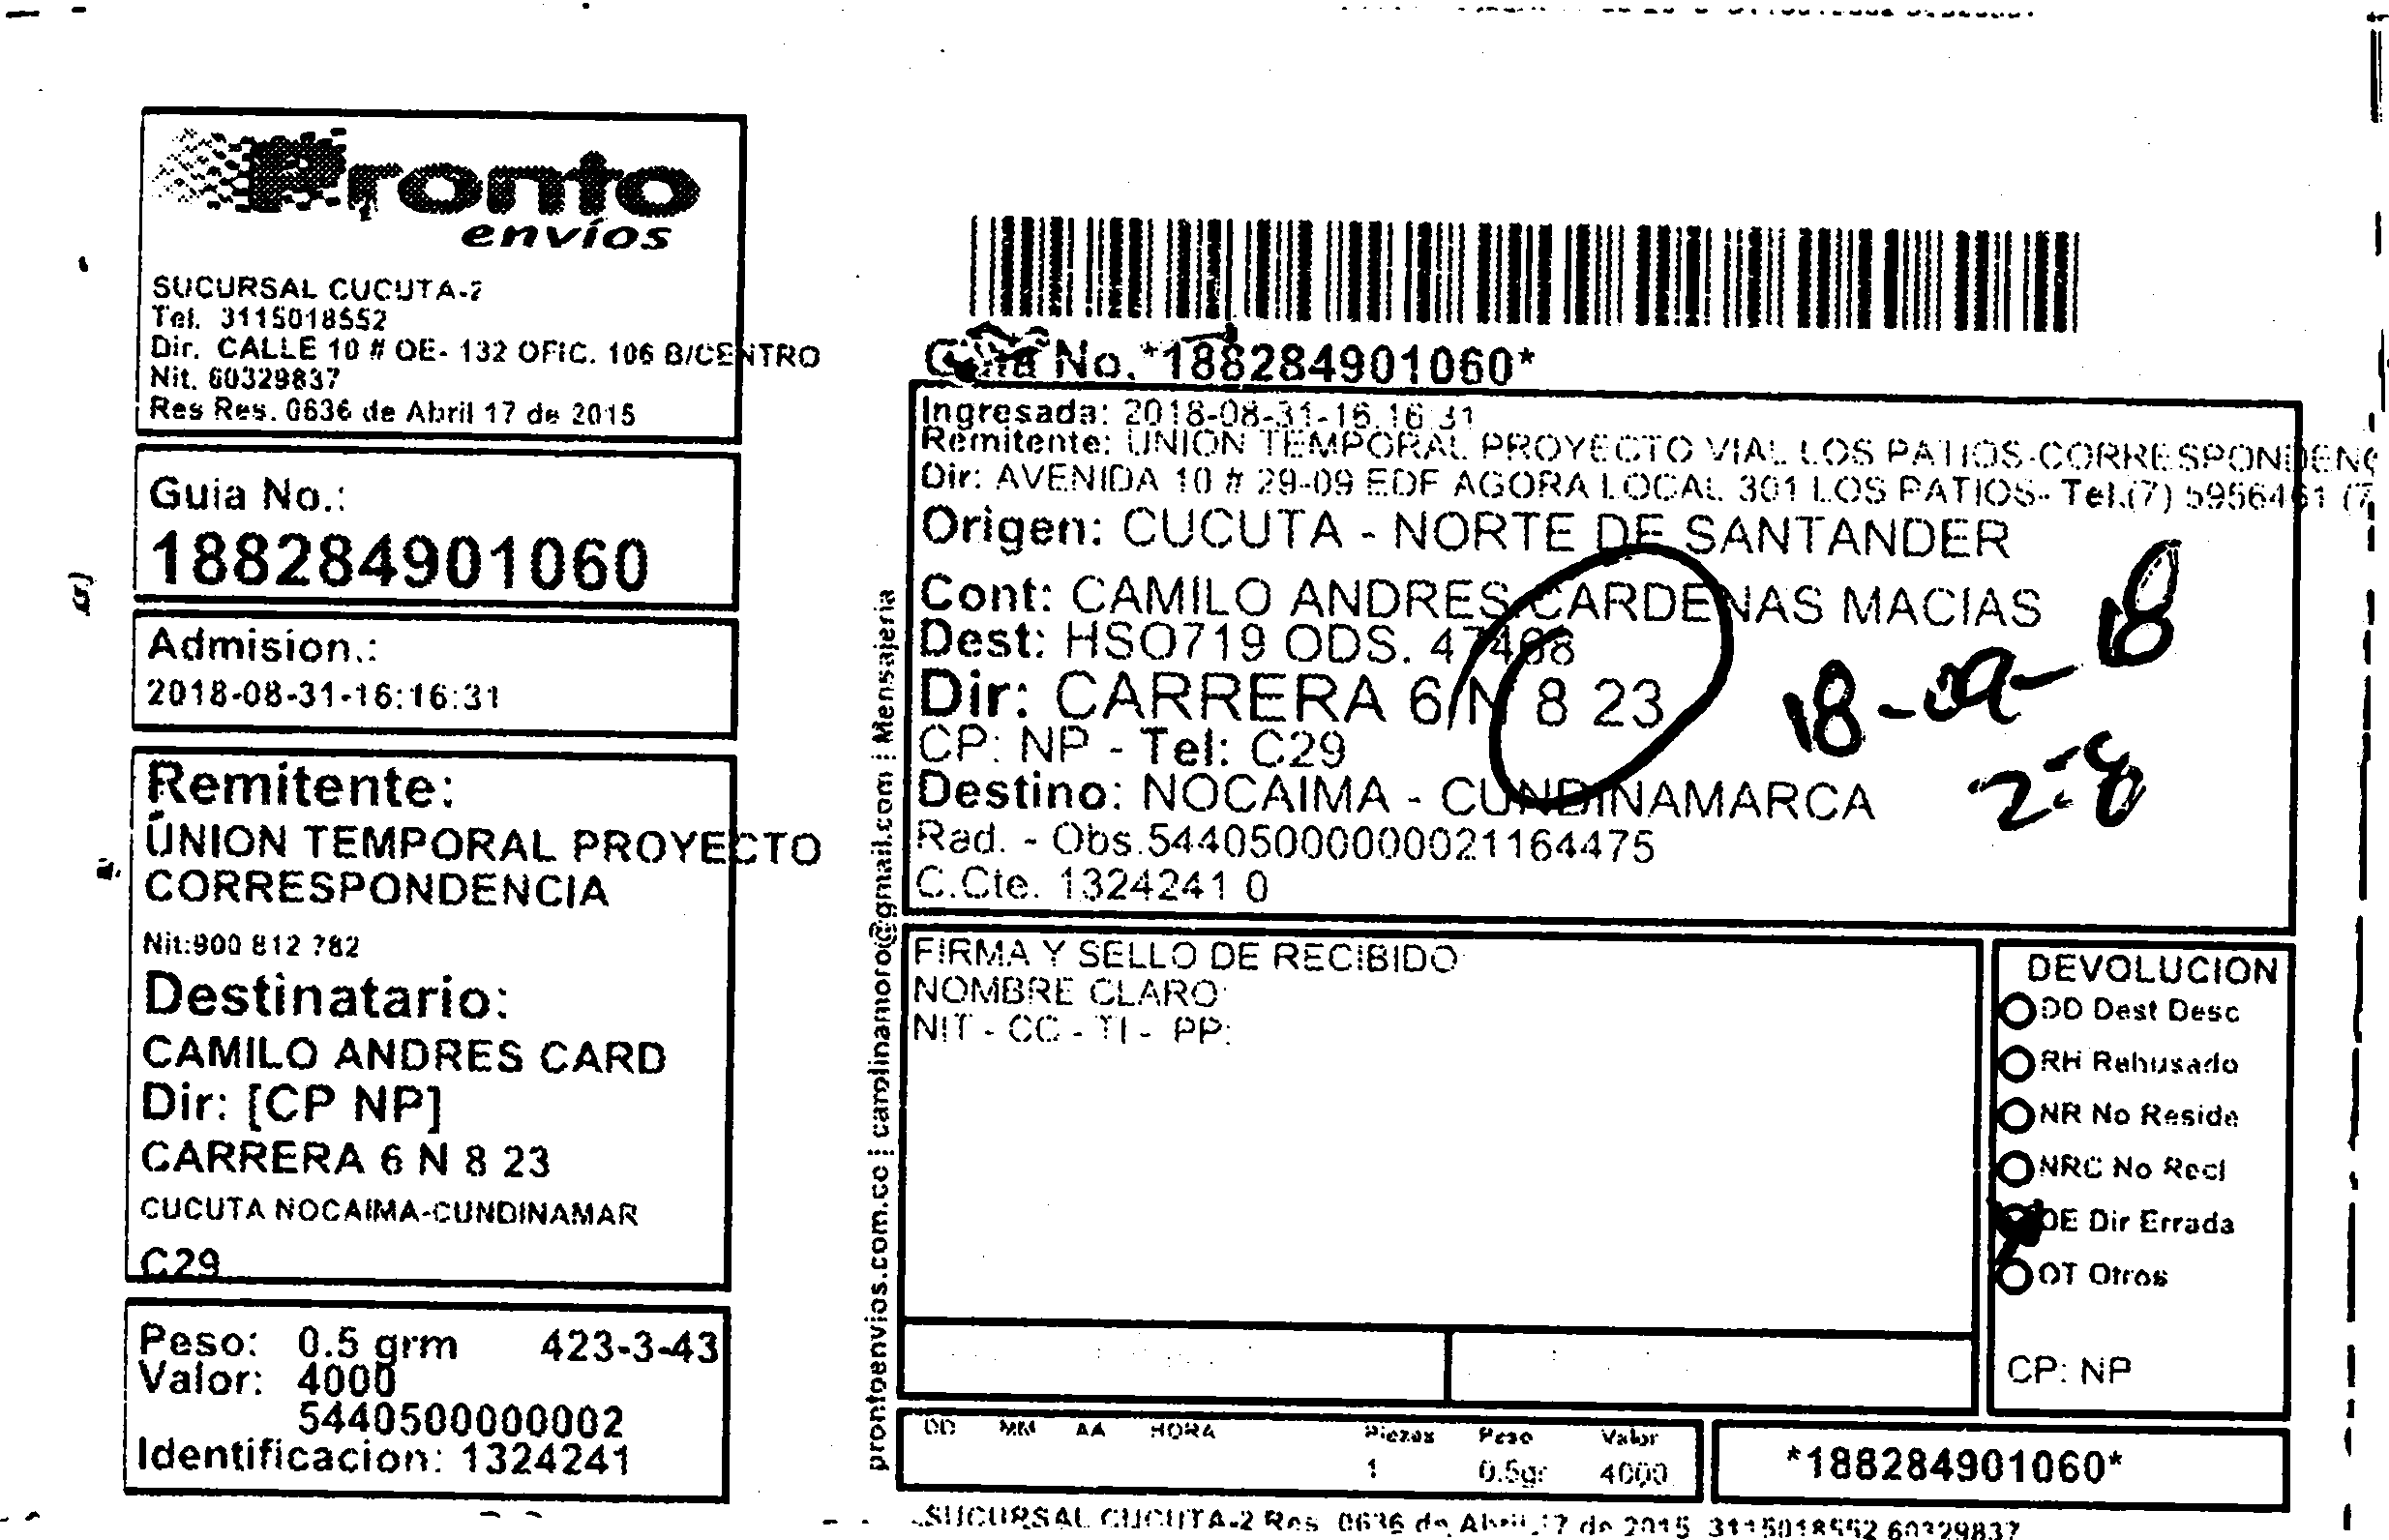 Pronto
envíos
SUCURSAL CUCUTA-2
Tel. 3115018552
Dir. CALLE 10 # OE- 132 OFIC. 106 B/CENTRO
Nit. 60329837
Res Res. 0636 de Abril 17 de 2015
Guia No.:
188284901060
Admision.:
2018-08-31-16:16:31
Remitente:
UNION TEMPORAL PROYECTO
CORRESPONDENCIA
Nit:900 812 782
Destinatario:
CAMILO ANDRES CARD
Dir: [CP NP]
CARRERA 6 N 8 23
CUCUTA NOCAIMA-CUNDINAMAR
C29
Peso: 0.5 grm 423-3-43
Valor: 4000
5440500000002
Identificacion: 1324241
prontoenvios.com.co | carolinamoro@gmail.com | Mensajeria
Guia No. *188284901060*
Ingresada: 2018-08-31-16.16 31
Remitente: UNION TEMPORAL PROYECTO VIAL LOS PATIOS-CORRESPONDENC
Dir: AVENIDA 10 # 29-09 EDF AGORA LOCAL 301 LOS PATIOS- Tel.(7) 5956461 (7
Origen: CUCUTA - NORTE DE SANTANDER
Cont: CAMILO ANDRES CARDENAS MACIAS
Dest: HSO719 ODS.
Dir: CARRERA 6 N 8 23
18-09-18
CP: NP - Tel: C29
Destino: NOCAIMA - CUNDINAMARCA
Rad. - Obs.544050000000021164475
C.Cte. 1324241 0
FIRMA Y SELLO DE RECIBIDO
NOMBRE CLARO:
NIT - CC - TI - PP:
DEVOLUCION
DD Dest Desc
RH Rehusado
NR No Reside
NRC No Recl
DE Dir Errada
OT Otros
CP: NP
DD MM AA HORA Piezas Peso Valor
1 0.5gr 4000
*188284901060*
SUCURSAL CUCUTA-2 Res. 0636 de Abril 17 de 2015 3115018552 60329837